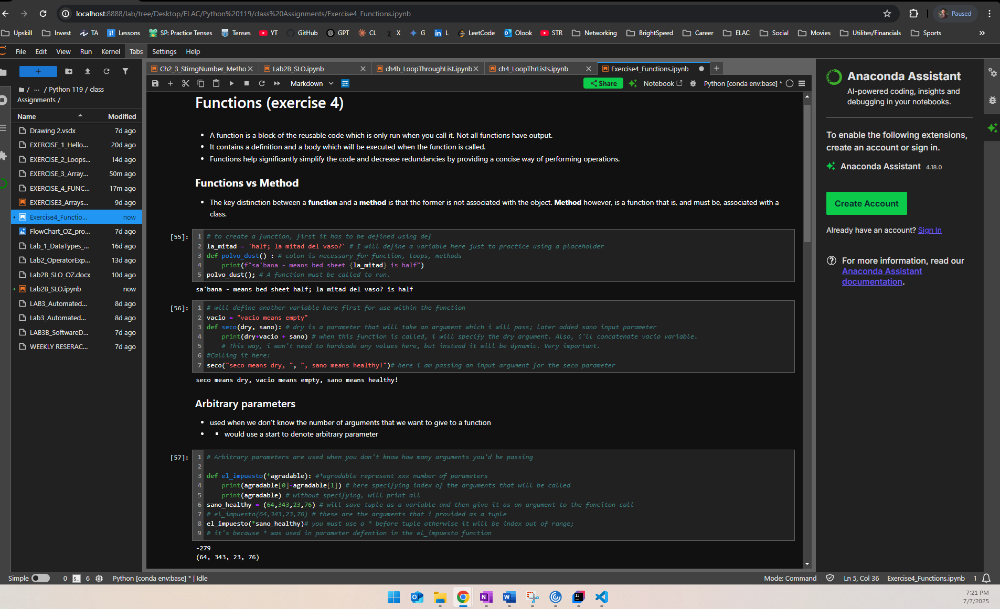 localhost:8888/lab/tree/Desktop/ELAC/Python%20119/class%20Assignments/Exercise4_Functions.ipynb
Paused
Upskill Invest TA Lessons SP: Practice Tenses Tenses YT GitHub GPT CL X G L LeetCode Olook STR Networking BrightSpeed Career ELAC Social Movies Utilites/Financials Sports »
File Edit View Run Kernel Tabs Settings Help
Ch2_3_StirngNumber_Metho Lab2B_SLO.ipynb ch4b_LoopThroughList.ipynb ch4_LoopThrLists.ipynb Exercise4_Functions.ipynb
Markdown Share Notebook Python [conda env:base] *
/ ··· / Python 119 / class
Assignments /
Name Modified
Drawing 2.vsdx 7d ago
EXERCISE_1_Hello... 20d ago
EXERCISE_2_Loops... 14d ago
EXERCISE_3_Array... 50m ago
EXERCISE_4_FUNC... 17m ago
EXERCISE3_Arrays... 9d ago
Exercise4_Functio... now
FlowChart_OZ_pro... 7d ago
Lab_1_DataTypes_... 16d ago
Lab2_OperatorExp... 13d ago
Lab2B_SLO_OZ.docx 10d ago
Lab2B_SLO.ipynb now
LAB3_Automated... 8d ago
Lab3_Automated... 8d ago
LAB3B_SoftwareD... 7d ago
WEEKLY RESERAC... 7d ago
Functions (exercise 4)
• A function is a block of the reusable code which is only run when you call it. Not all functions have output.
• It contains a definition and a body which will be executed when the function is called.
• Functions help significantly simplify the code and decrease redundancies by providing a concise way of performing operations.
Functions vs Method
• The key distinction between a function and a method is that the former is not associated with the object. Method however, is a function that is, and must be, associated with a
class.
[55]:
1 # to create a function, first it has to be defined using def
2 la_mitad = 'half; la mitad del vaso?' # I will define a variable here just to practice using a placeholder
3 def polvo_dust() : # colon is necessary for function, loops, methods
4 print(f"sa'bana - means bed sheet {la_mitad} is half")
5 polvo_dust(); # A function must be called to run.
sa'bana - means bed sheet half; la mitad del vaso? is half
[56]:
1 # will define another variable here first for use within the function
2 vacio = "vacio means empty"
3 def seco(dry, sano): # dry is a parameter that will take an argument which i will pass; later added sano input parameter
4 print(dry+vacio + sano) # when this function is called, i will specify the dry argument. Also, i'll concatenate vacio variable.
5 # This way, i won't need to hardcode any values here, but instead it will be dynamic. Very important.
6 #Calling it here:
7 seco("seco means dry, ", ", sano means healthy!")# here i am passing an input argument for the seco parameter
seco means dry, vacio means empty, sano means healthy!
Arbitrary parameters
• used when we don't know the number of arguments that we want to give to a function
• ▪ would use a start to denote arbitrary parameter
[57]:
1 # Arbitrary parameters are used when you don't know how many arguments you'd be passing
2
3 def el_impuesto(*agradable): #*agradable represent xxx number of parameters
4 print(agradable[0]-agradable[1]) # here specifying index of the arguments that will be called
5 print(agradable) # without specifying, will print all
6 sano_healthy = (64,343,23,76) # will save tuple as a variable and then give it as an argument to the funciton call
7 # el_impuesto(64,343,23,76) # these are the arguments that i provided as a tuple
8 el_impuesto(*sano_healthy)# you must use a * before tuple otherwise it will be index out of range;
9 # it's because * was used in parameter defention in the el_impuesto function
-279
(64, 343, 23, 76)
Anaconda Assistant
AI-powered coding, insights and
debugging in your notebooks.
To enable the following extensions,
create an account or sign in.
Anaconda Assistant 4.18.0
Create Account
Already have an account? Sign In
For more information, read our
Anaconda Assistant
documentation.
Simple 0 6 Python [conda env:base] * | Idle Mode: Command Ln 5, Col 36 Exercise4_Functions.ipynb 1
7:21 PM
7/7/2025